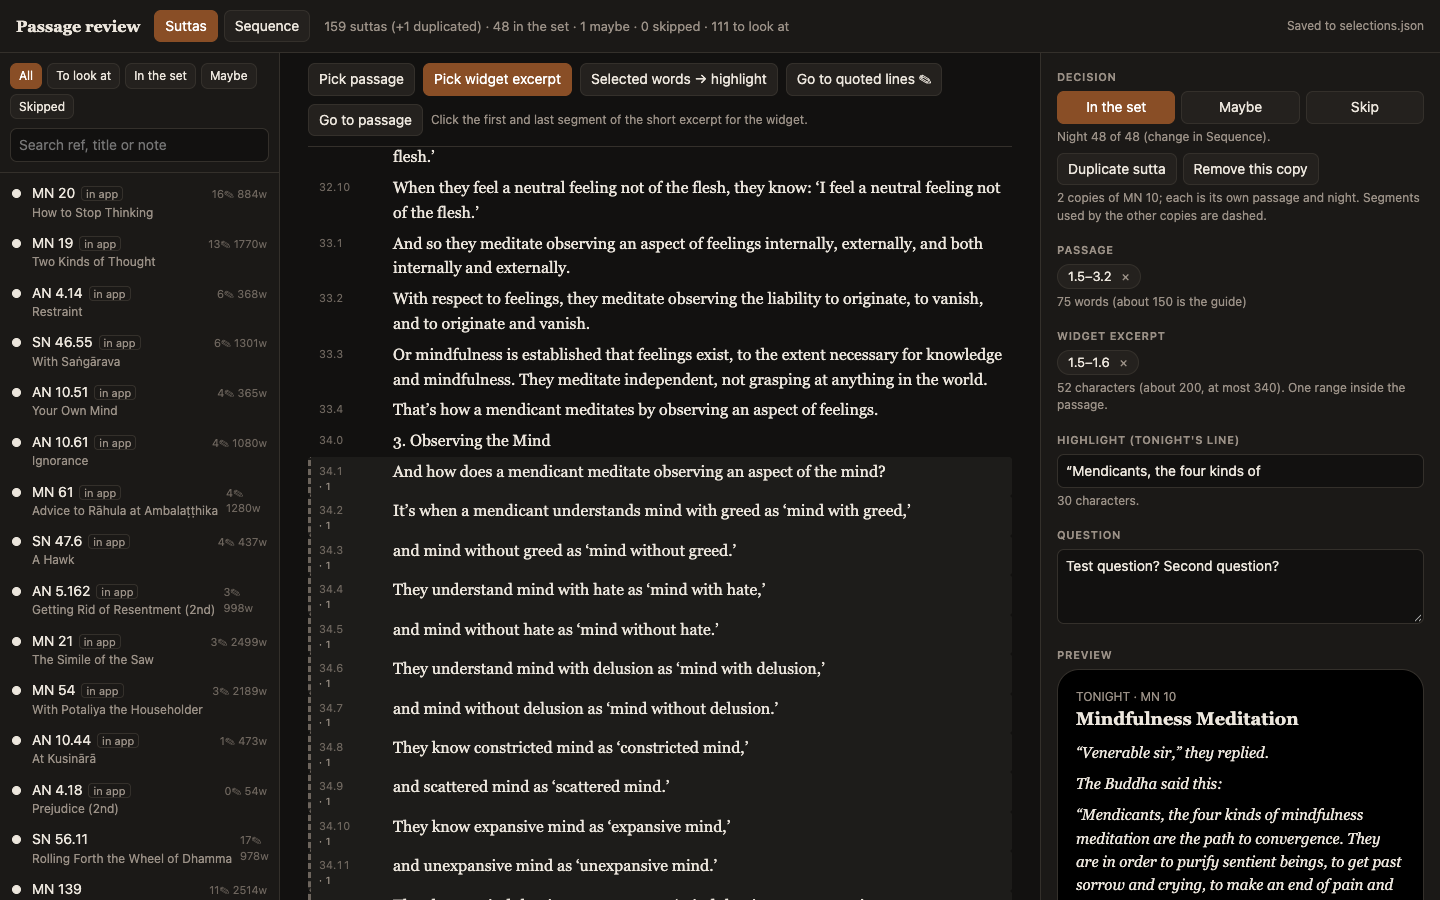 Passage review
Suttas
Sequence
159 suttas (+1 duplicated) · 48 in the set · 1 maybe · 0 skipped · 111 to look at
Saved to selections.json
All
To look at
In the set
Maybe
Skipped
Search ref, title or note
MN 20 in app 16✎ 884w
How to Stop Thinking
MN 19 in app 13✎ 1770w
Two Kinds of Thought
AN 4.14 in app 6✎ 368w
Restraint
SN 46.55 in app 6✎ 1301w
With Saṅgārava
AN 10.51 in app 4✎ 365w
Your Own Mind
AN 10.61 in app 4✎ 1080w
Ignorance
MN 61 in app 4✎ 1280w
Advice to Rāhula at Ambalaṭṭhika
SN 47.6 in app 4✎ 437w
A Hawk
AN 5.162 in app 3✎ 998w
Getting Rid of Resentment (2nd)
MN 21 in app 3✎ 2499w
The Simile of the Saw
MN 54 in app 3✎ 2189w
With Potaliya the Householder
AN 10.44 in app 1✎ 473w
At Kusinārā
AN 4.18 in app 0✎ 54w
Prejudice (2nd)
SN 56.11 17✎ 978w
Rolling Forth the Wheel of Dhamma
MN 139 11✎ 2514w
Pick passage
Pick widget excerpt
Selected words → highlight
Go to quoted lines ✎
Go to passage
Click the first and last segment of the short excerpt for the widget.
flesh.’
32.10 When they feel a neutral feeling not of the flesh, they know: ‘I feel a neutral feeling not
of the flesh.’
33.1 And so they meditate observing an aspect of feelings internally, externally, and both
internally and externally.
33.2 With respect to feelings, they meditate observing the liability to originate, to vanish,
and to originate and vanish.
33.3 Or mindfulness is established that feelings exist, to the extent necessary for knowledge
and mindfulness. They meditate independent, not grasping at anything in the world.
33.4 That’s how a mendicant meditates by observing an aspect of feelings.
34.0 3. Observing the Mind
34.1 And how does a mendicant meditate observing an aspect of the mind?
· 1
34.2 It’s when a mendicant understands mind with greed as ‘mind with greed,’
· 1
34.3 and mind without greed as ‘mind without greed.’
· 1
34.4 They understand mind with hate as ‘mind with hate,’
· 1
34.5 and mind without hate as ‘mind without hate.’
· 1
34.6 They understand mind with delusion as ‘mind with delusion,’
· 1
34.7 and mind without delusion as ‘mind without delusion.’
· 1
34.8 They know constricted mind as ‘constricted mind,’
· 1
34.9 and scattered mind as ‘scattered mind.’
· 1
34.10 They know expansive mind as ‘expansive mind,’
· 1
34.11 and unexpansive mind as ‘unexpansive mind.’
· 1
DECISION
In the set
Maybe
Skip
Night 48 of 48 (change in Sequence).
Duplicate sutta
Remove this copy
2 copies of MN 10; each is its own passage and night. Segments
used by the other copies are dashed.
PASSAGE
1.5–3.2 ×
75 words (about 150 is the guide)
WIDGET EXCERPT
1.5–1.6 ×
52 characters (about 200, at most 340). One range inside the
passage.
HIGHLIGHT (TONIGHT'S LINE)
“Mendicants, the four kinds of
30 characters.
QUESTION
Test question? Second question?
PREVIEW
TONIGHT · MN 10
Mindfulness Meditation
“Venerable sir,” they replied.
The Buddha said this:
“Mendicants, the four kinds of mindfulness
meditation are the path to convergence. They
are in order to purify sentient beings, to get past
sorrow and crying, to make an end of pain and